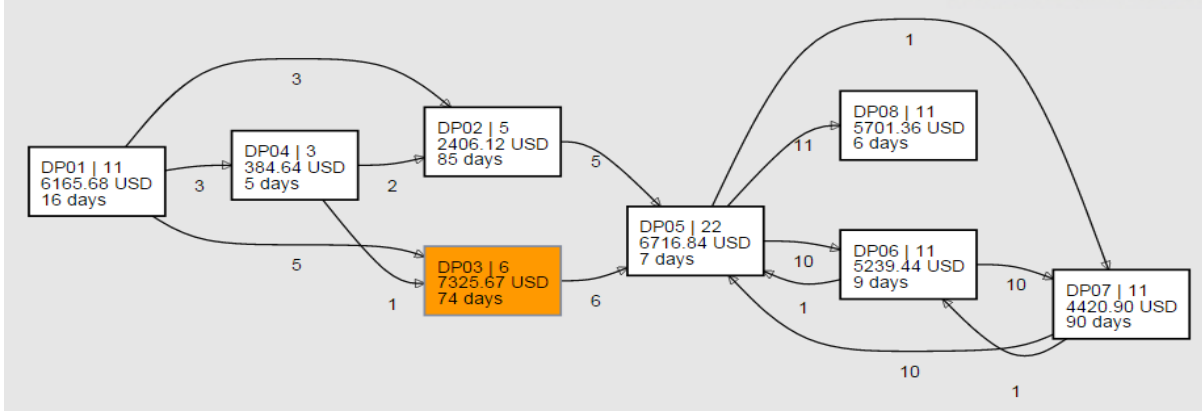 1
3
DP08 | 11
5701.36 USD
6 days
11
DP02 | 5
2406.12 USD
85 days
5
DP04 | 3
384.64 USD
5 days
2
DP01 | 11
6165.68 USD
16 days
3
5
DP03 | 6
7325.67 USD
74 days
1
6
DP05 | 22
6716.84 USD
7 days
10
1
DP06 | 11
5239.44 USD
9 days
10
DP07 | 11
4420.90 USD
90 days
10
1